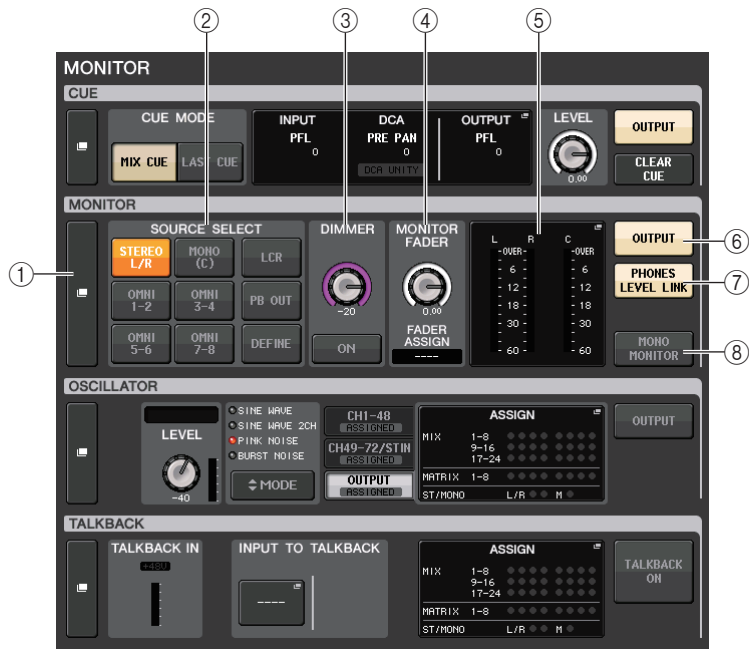 ② ③ ④ ⑤
MONITOR
CUE
CUE MODE
MIX CUE
LAST CUE
INPUT
PFL
0
DCA
PRE PAN
0
DCA UNITY
OUTPUT
PFL
0
LEVEL
0.00
OUTPUT
CLEAR
CUE
MONITOR
①
SOURCE SELECT
STEREO
L/R
MONO
(C)
LCR
OMNI
1-2
OMNI
3-4
PB OUT
OMNI
5-6
OMNI
7-8
DEFINE
DIMMER
-20
ON
MONITOR
FADER
0.00
FADER
ASSIGN
----
L R C
-OVER- -OVER
6 6
12 12
18 18
30 30
60 60
OUTPUT
⑥
PHONES
LEVEL LINK
⑦
MONO
MONITOR
⑧
OSCILLATOR
LEVEL
-40
SINE WAVE
SINE WAVE 2CH
PINK NOISE
BURST NOISE
MODE
CH1-48
ASSIGNED
CH49-72/STIN
ASSIGNED
OUTPUT
ASSIGNED
ASSIGN
MIX 1-8
9-16
17-24
MATRIX 1-8
ST/MONO L/R M
OUTPUT
TALKBACK
TALKBACK IN
+48V
INPUT TO TALKBACK
----
ASSIGN
MIX 1-8
9-16
17-24
MATRIX 1-8
ST/MONO L/R M
TALKBACK
ON